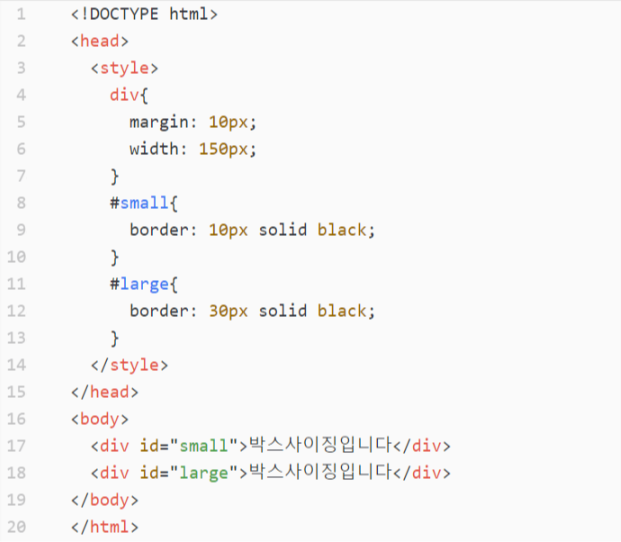 1 <!DOCTYPE html>
2 <head>
3 <style>
4 div{
5 margin: 10px;
6 width: 150px;
7 }
8 #small{
9 border: 10px solid black;
10 }
11 #large{
12 border: 30px solid black;
13 }
14 </style>
15 </head>
16 <body>
17 <div id="small">박스사이징입니다</div>
18 <div id="large">박스사이징입니다</div>
19 </body>
20 </html>